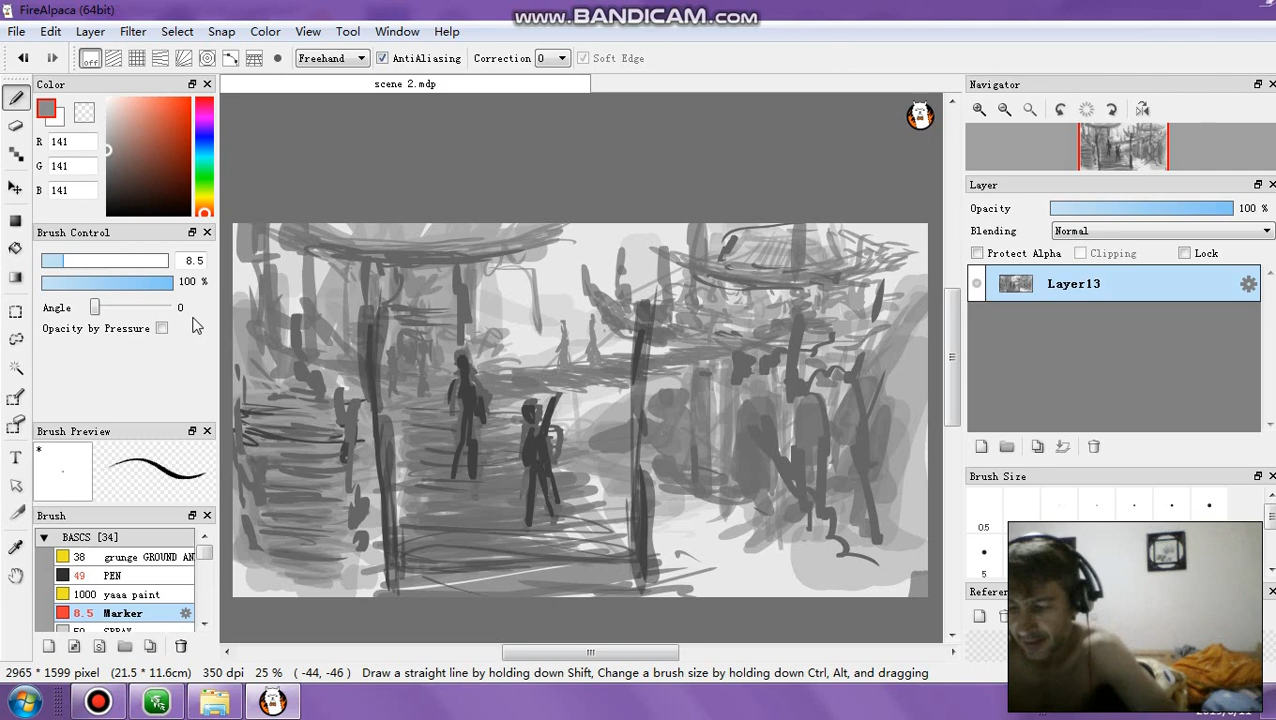 FireAlpaca (64bit)
www.BANDICAM.com
File Edit Layer Filter Select Snap Color View Tool Window Help
off Freehand AntiAliasing Correction 0 Soft Edge
Color
scene 2.mdp
Navigator
R 141
G 141
B 141
Layer
Opacity 100 %
Blending Normal
Protect Alpha Clipping Lock
Layer13
Brush Control
8.5
100 %
Angle 0
Opacity by Pressure
Brush Preview
*
Brush Size
0.5
5
Brush
BASCS [34]
38 grunge GROUND AN
49 PEN
1000 yaaa paint
8.5 Marker
SPRAY
2965 * 1599 pixel (21.5 * 11.6cm) 350 dpi 25 % ( -44, -46 ) Draw a straight line by holding down Shift, Change a brush size by holding down Ctrl, Alt, and dragging